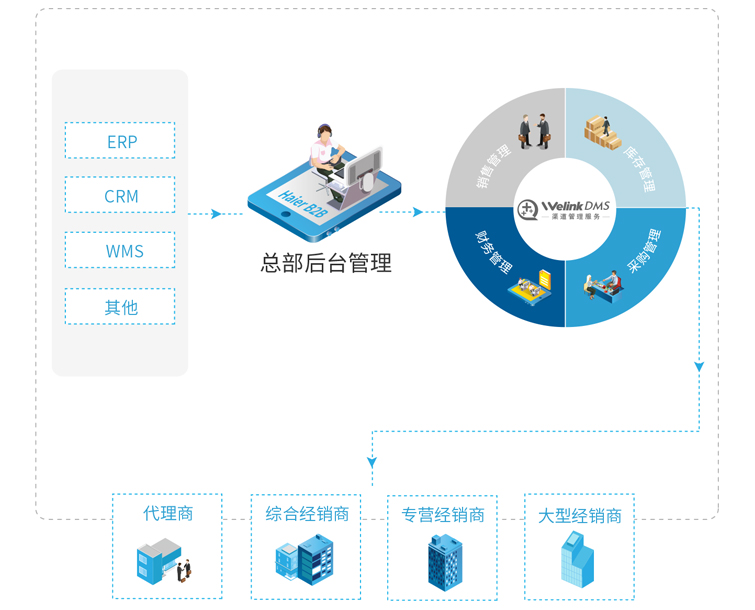 ERP
CRM
WMS
其他
Haier B2B
总部后台管理
销售管理
库存管理
Welink DMS
渠道管理服务
财务管理
采购管理
代理商
综合经销商
专营经销商
大型经销商